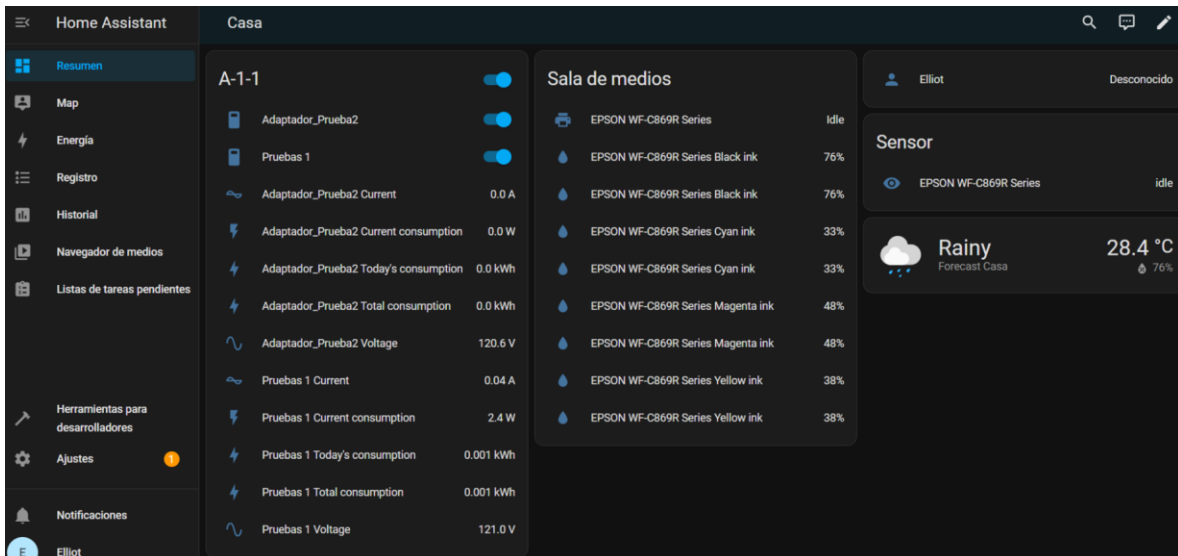 Home Assistant
Casa
Resumen
Map
Energía
Registro
Historial
Navegador de medios
Listas de tareas pendientes
Herramientas para
desarrolladores
Ajustes
1
Notificaciones
E
Elliot
A-1-1
Adaptador_Prueba2
Pruebas 1
Adaptador_Prueba2 Current 0.0 A
Adaptador_Prueba2 Current consumption 0.0 W
Adaptador_Prueba2 Today's consumption 0.0 kWh
Adaptador_Prueba2 Total consumption 0.0 kWh
Adaptador_Prueba2 Voltage 120.6 V
Pruebas 1 Current 0.04 A
Pruebas 1 Current consumption 2.4 W
Pruebas 1 Today's consumption 0.001 kWh
Pruebas 1 Total consumption 0.001 kWh
Pruebas 1 Voltage 121.0 V
Sala de medios
EPSON WF-C869R Series Idle
EPSON WF-C869R Series Black ink 76%
EPSON WF-C869R Series Black ink 76%
EPSON WF-C869R Series Cyan ink 33%
EPSON WF-C869R Series Cyan ink 33%
EPSON WF-C869R Series Magenta ink 48%
EPSON WF-C869R Series Magenta ink 48%
EPSON WF-C869R Series Yellow ink 38%
EPSON WF-C869R Series Yellow ink 38%
Elliot Desconocido
Sensor
EPSON WF-C869R Series idle
Rainy 28.4 °C
Forecast Casa 76%